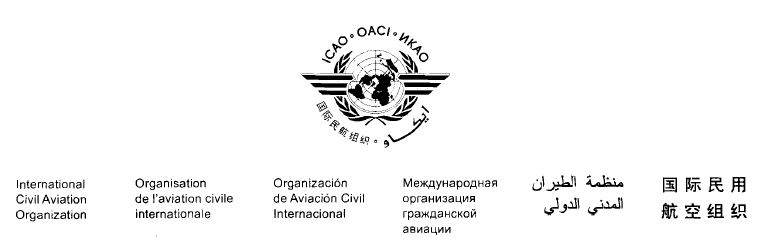 ICAO · OACI · ИКАО
国际民航组织 · ايكاو
International
Civil Aviation
Organization
Organisation
de l'aviation civile
internationale
Organización
de Aviación Civil
Internacional
Международная
организация
гражданской
авиации
منظمة الطيران
المدني الدولي
国际民用
航空组织